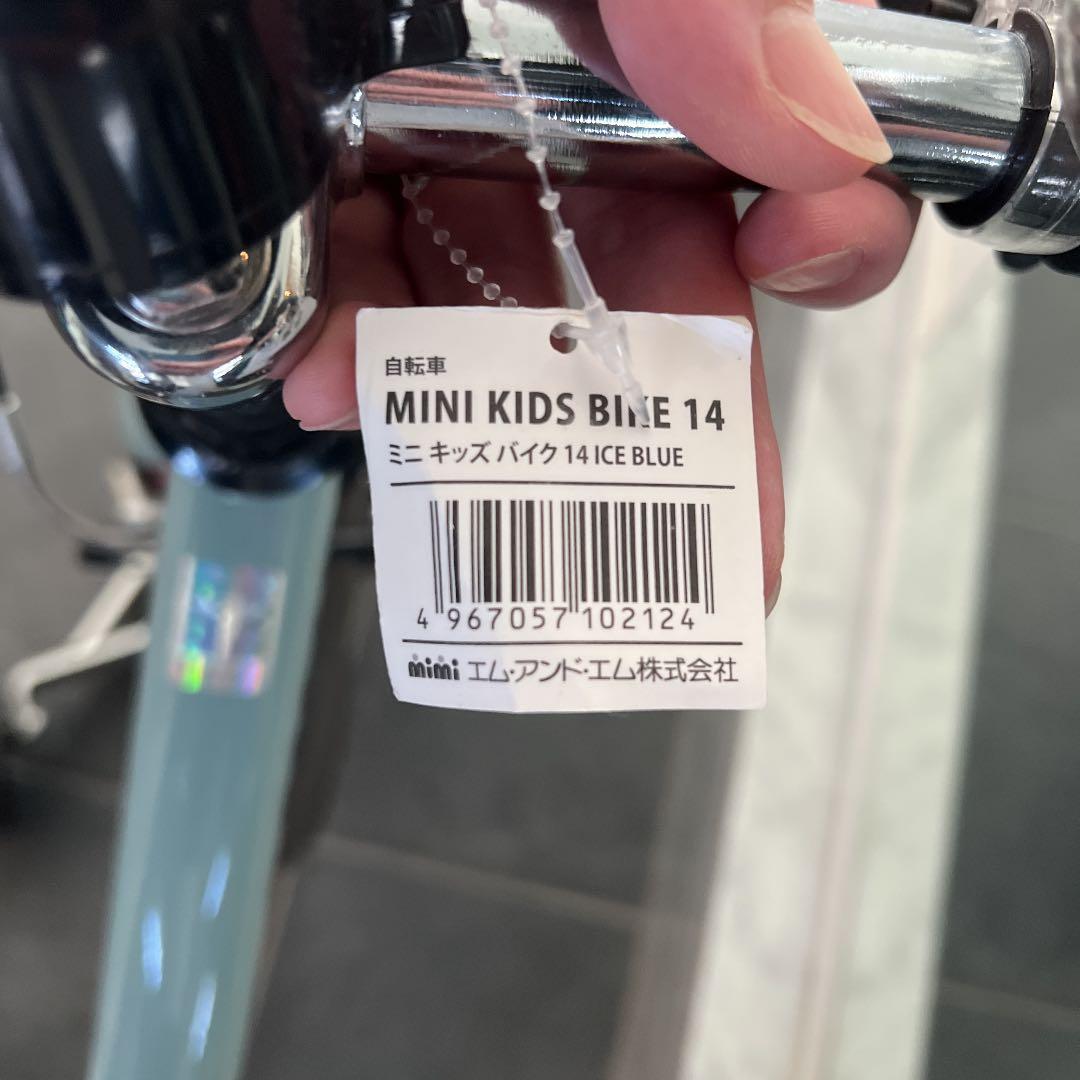 自転車
MINI KIDS BIKE 14
ミニ キッズ バイク 14 ICE BLUE
4 967057 102124
mimi エム・アンド・エム株式会社